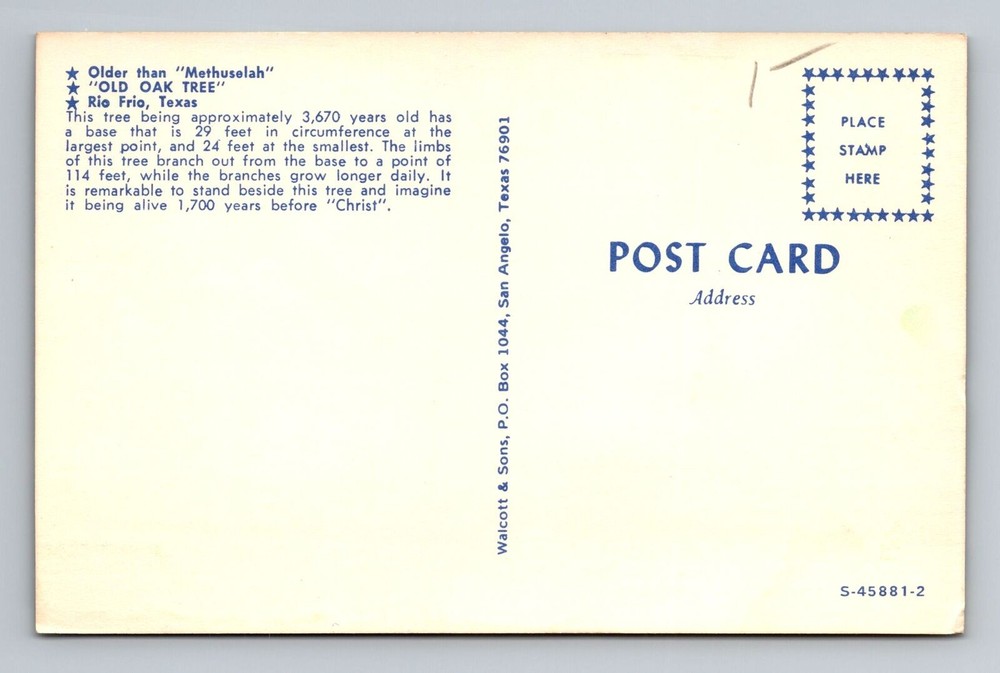 ★ Older than "Methuselah"
★ "OLD OAK TREE"
★ Rio Frio, Texas
This tree being approximately 3,670 years old has
a base that is 29 feet in circumference at the
largest point, and 24 feet at the smallest. The limbs
of this tree branch out from the base to a point of
114 feet, while the branches grow longer daily. It
is remarkable to stand beside this tree and imagine
it being alive 1,700 years before "Christ".
Walcott & Sons, P.O. Box 1044, San Angelo, Texas 76901
PLACE
STAMP
HERE
POST CARD
Address
S-45881-2